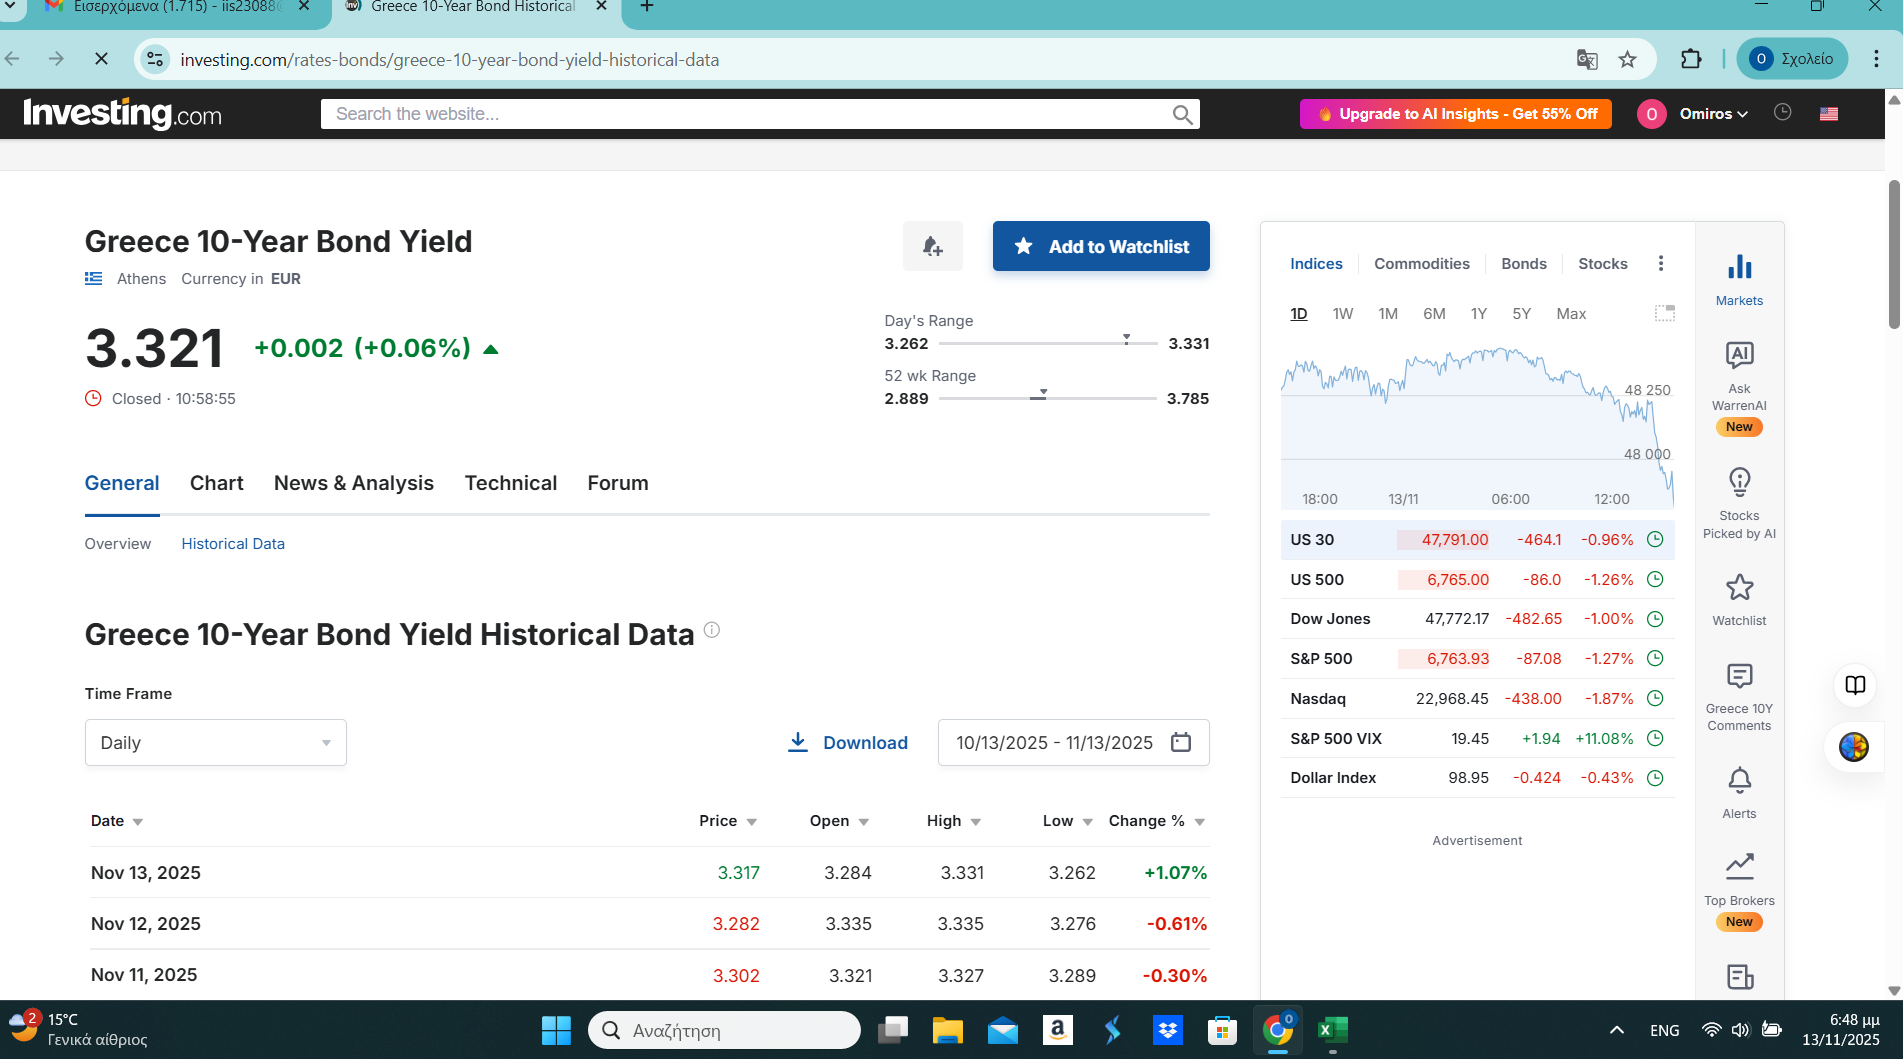 Εισερχόμενα (1.715) - iis23088
Greece 10-Year Bond Historical
investing.com/rates-bonds/greece-10-year-bond-yield-historical-data
O Σχολείο
Investing.com
Search the website...
Upgrade to AI Insights - Get 55% Off
O Omiros
Greece 10-Year Bond Yield
Athens Currency in EUR
3.321 +0.002 (+0.06%)
Closed · 10:58:55
Add to Watchlist
Day's Range
3.262 3.331
52 wk Range
2.889 3.785
General Chart News & Analysis Technical Forum
Overview Historical Data
Greece 10-Year Bond Yield Historical Data
Time Frame
Daily
Download
10/13/2025 - 11/13/2025
Date Price Open High Low Change %
Nov 13, 2025 3.317 3.284 3.331 3.262 +1.07%
Nov 12, 2025 3.282 3.335 3.335 3.276 -0.61%
Nov 11, 2025 3.302 3.321 3.327 3.289 -0.30%
Indices Commodities Bonds Stocks
1D 1W 1M 6M 1Y 5Y Max
48 250
48 000
18:00 13/11 06:00 12:00
US 30 47,791.00 -464.1 -0.96%
US 500 6,765.00 -86.0 -1.26%
Dow Jones 47,772.17 -482.65 -1.00%
S&P 500 6,763.93 -87.08 -1.27%
Nasdaq 22,968.45 -438.00 -1.87%
S&P 500 VIX 19.45 +1.94 +11.08%
Dollar Index 98.95 -0.424 -0.43%
Advertisement
Markets
AI
Ask
WarrenAI
New
Stocks
Picked by AI
Watchlist
Greece 10Y
Comments
Alerts
Top Brokers
New
2
15°C
Γενικά αίθριος
Αναζήτηση
ENG
6:48 μμ
13/11/2025